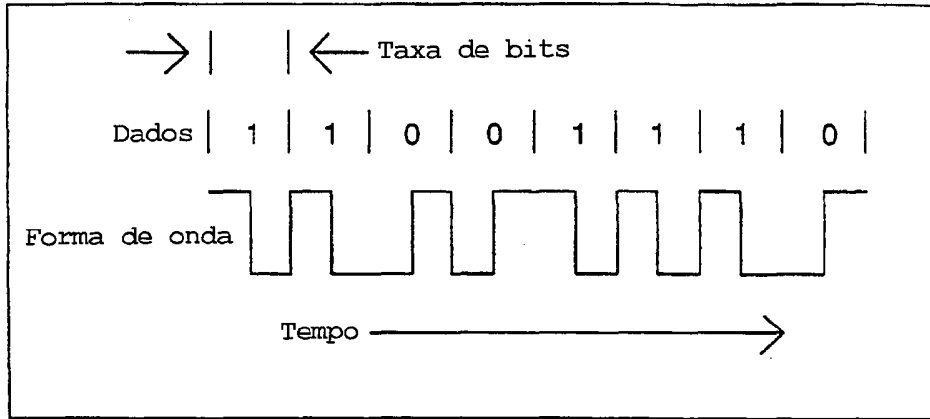 Taxa de bits
Dados | 1 | 1 | 0 | 0 | 1 | 1 | 1 | 0 |
Forma de onda
Tempo